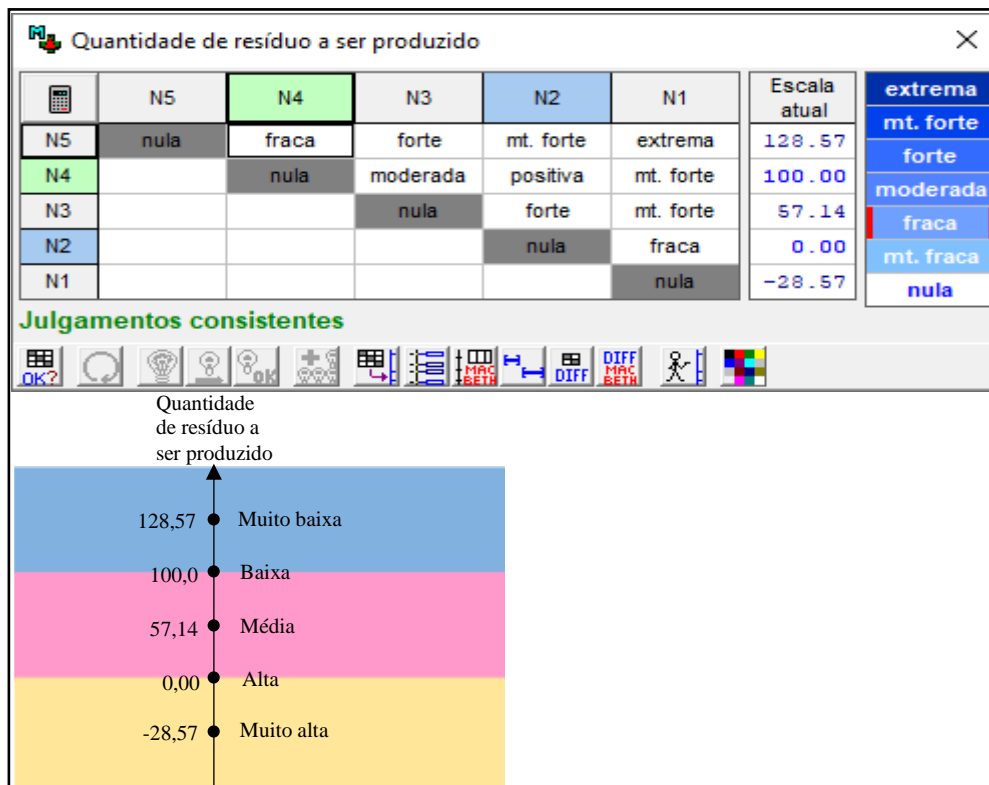 Quantidade de resíduo a ser produzido
N5 N4 N3 N2 N1 Escala atual
N5 nula fraca forte mt. forte extrema 128.57
N4 nula moderada positiva mt. forte 100.00
N3 nula forte mt. forte 57.14
N2 nula fraca 0.00
N1 nula -28.57
extrema
mt. forte
forte
moderada
fraca
mt. fraca
nula
Julgamentos consistentes
OK? OK MAC BETH DIFF DIFF MAC BETH
Quantidade
de resíduo a
ser produzido
128,57 Muito baixa
100,0 Baixa
57,14 Média
0,00 Alta
-28,57 Muito alta